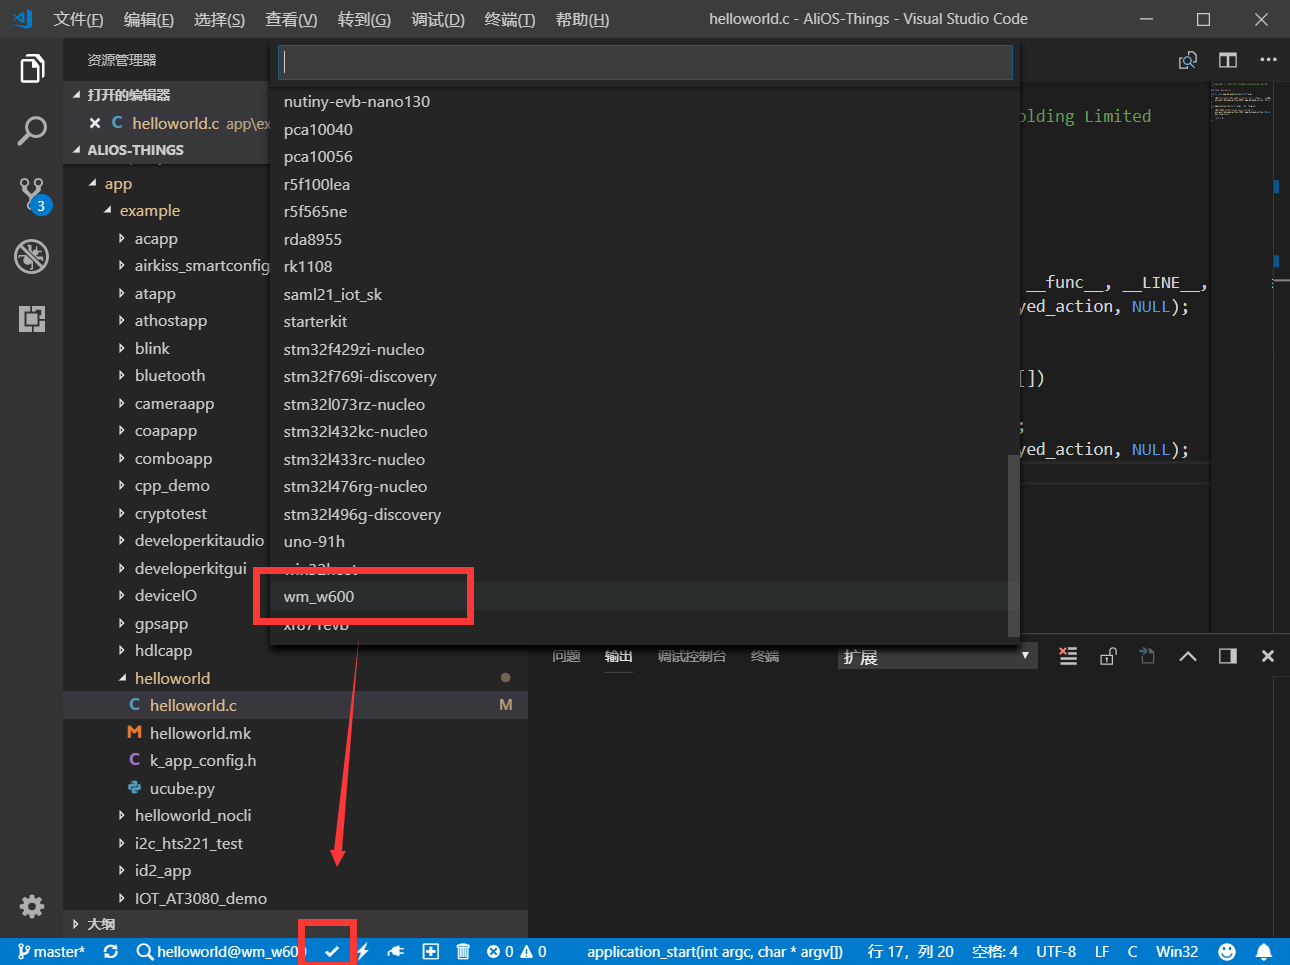 文件(F) 编辑(E) 选择(S) 查看(V) 转到(G) 调试(D) 终端(T) 帮助(H) helloworld.c - AliOS-Things - Visual Studio Code
资源管理器
打开的编辑器
helloworld.c app\ex
ALIOS-THINGS
app
example
acapp
airkiss_smartconfig
atapp
athostapp
blink
bluetooth
cameraapp
coapapp
comboapp
cpp_demo
cryptotest
developerkitaudio
developerkitgui
deviceIO
gpsapp
hdlcapp
helloworld
helloworld.c M
helloworld.mk
k_app_config.h
ucube.py
helloworld_nocli
i2c_hts221_test
id2_app
IOT_AT3080_demo
大纲
3
nutiny-evb-nano130
pca10040
pca10056
r5f100lea
r5f565ne
rda8955
rk1108
saml21_iot_sk
starterkit
stm32f429zi-nucleo
stm32f769i-discovery
stm32l073rz-nucleo
stm32l432kc-nucleo
stm32l433rc-nucleo
stm32l476rg-nucleo
stm32l496g-discovery
uno-91h
win32host
wm_w600
xr871evb
olding Limited
__func__, __LINE__,
yed_action, NULL);
[])
;
yed_action, NULL);
问题 输出 调试控制台 终端 扩展
master* helloworld@wm_w60 0 0 application_start(int argc, char * argv[]) 行 17，列 20 空格: 4 UTF-8 LF C Win32